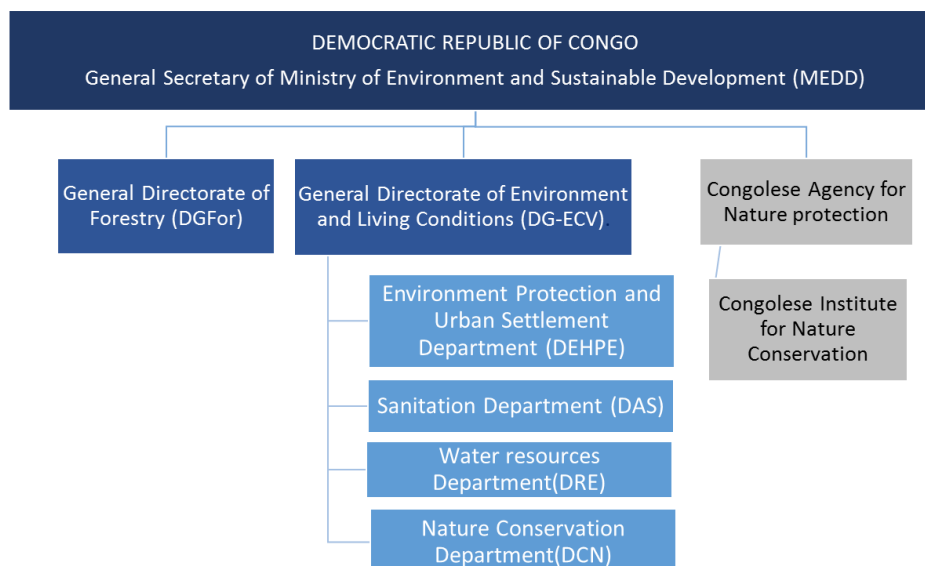 DEMOCRATIC REPUBLIC OF CONGO
General Secretary of Ministry of Environment and Sustainable Development (MEDD)
General Directorate of
Forestry (DGFor)
General Directorate of Environment
and Living Conditions (DG-ECV).
Congolese Agency for
Nature protection
Environment Protection and
Urban Settlement
Department (DEHPE)
Sanitation Department (DAS)
Water resources
Department(DRE)
Nature Conservation
Department(DCN)
Congolese Institute
for Nature
Conservation